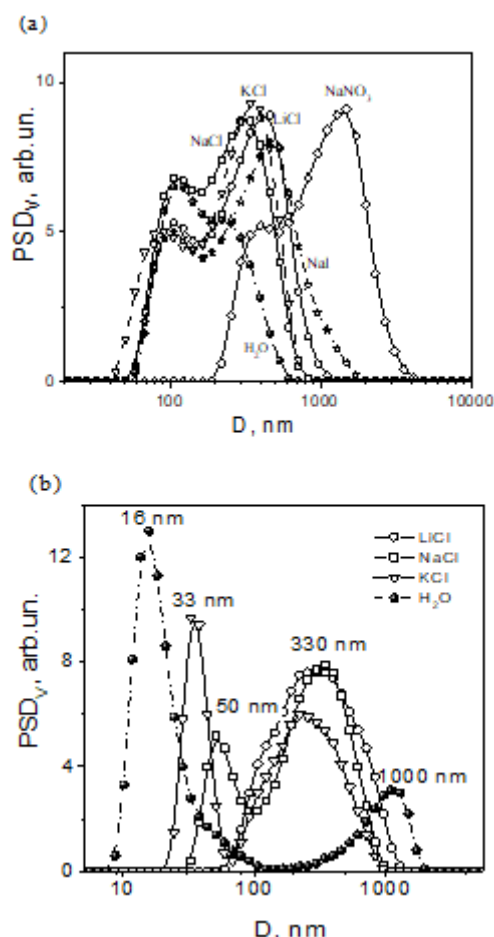 (a)
10
5
0
PSDV, arb.un.
KCl
NaCl
LiCl
NaNO3
NaI
H2O
100
1000
10000
D, nm
(b)
12
8
4
0
PSDV, arb.un.
16 nm
33 nm
50 nm
330 nm
1000 nm
LiCl
NaCl
KCl
H2O
10
100
1000
D, nm